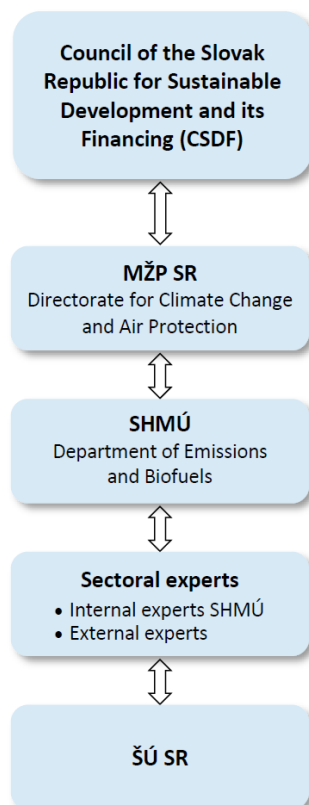 Council of the Slovak
Republic for Sustainable
Development and its
Financing (CSDF)
MŽP SR
Directorate for Climate Change
and Air Protection
SHMÚ
Department of Emissions
and Biofuels
Sectoral experts
• Internal experts SHMÚ
• External experts
ŠÚ SR